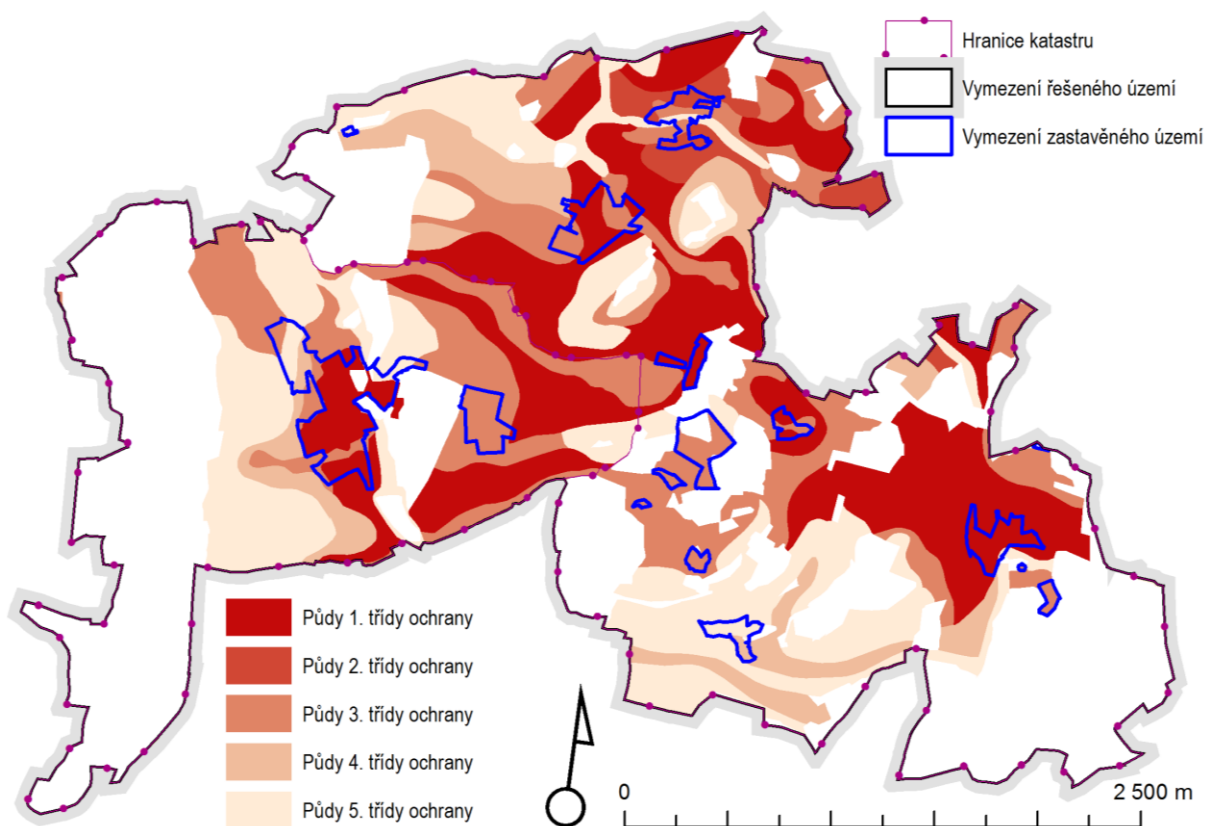 Hranice katastru
Vymezení řešeného území
Vymezení zastavěného území
Půdy 1. třídy ochrany
Půdy 2. třídy ochrany
Půdy 3. třídy ochrany
Půdy 4. třídy ochrany
Půdy 5. třídy ochrany
0 2 500 m